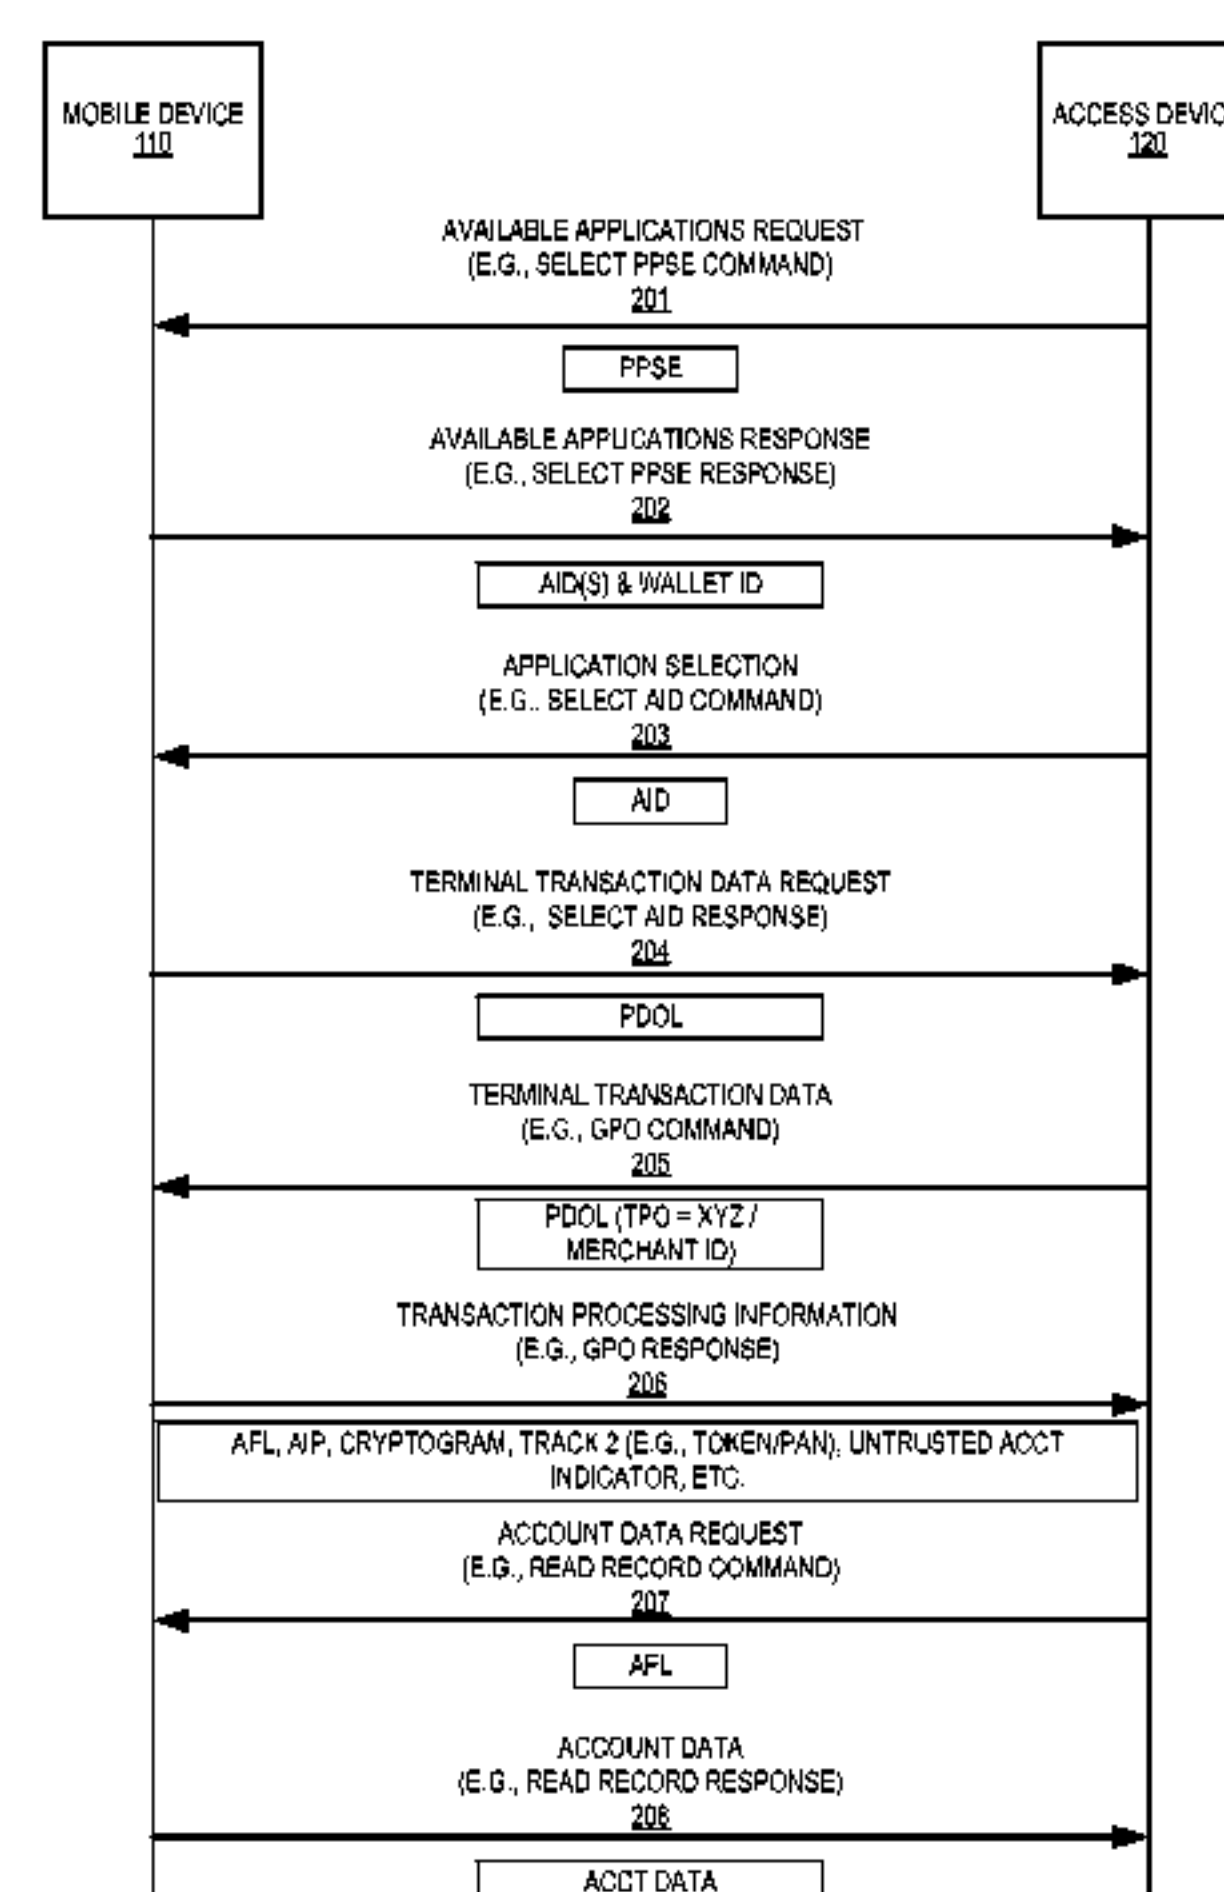 MOBILE DEVICE
110
ACCESS DEVIC
120
AVAILABLE APPLICATIONS REQUEST
(E.G., SELECT PPSE COMMAND)
201
PPSE
AVAILABLE APPLICATIONS RESPONSE
(E.G., SELECT PPSE RESPONSE)
202
AID(S) & WALLET ID
APPLICATION SELECTION
(E.G.. SELECT AID COMMAND)
203
AID
TERMINAL TRANSACTION DATA REQUEST
(E.G., SELECT AID RESPONSE)
204
PDOL
TERMINAL TRANSACTION DATA
(E.G., GPO COMMAND)
205
PDOL (TPO = XYZ /
MERCHANT ID)
TRANSACTION PROCESSING INFORMATION
(E.G., GPO RESPONSE)
206
AFL, AIP, CRYPTOGRAM, TRACK 2 (E.G., TOKEN/PAN), UNTRUSTED ACCT
INDICATOR, ETC.
ACCOUNT DATA REQUEST
(E.G., READ RECORD COMMAND)
207
AFL
ACCOUNT DATA
(E.G., READ RECORD RESPONSE)
208
ACCT DATA